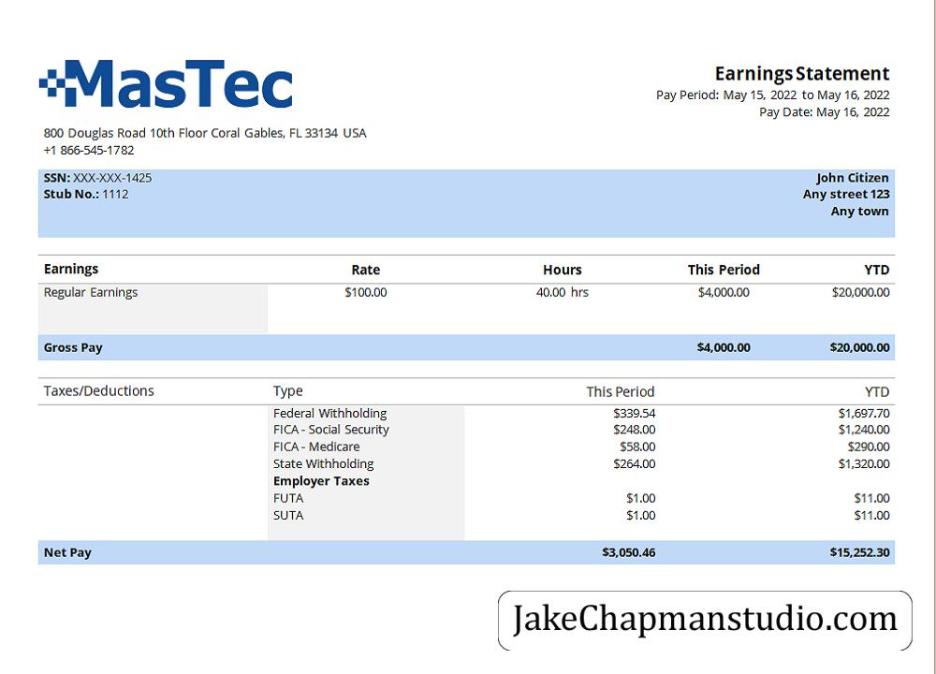 MasTec
Earnings Statement
Pay Period: May 15, 2022 to May 16, 2022
Pay Date: May 16, 2022
800 Douglas Road 10th Floor Coral Gables, FL 33134 USA
+1 866-545-1782
SSN: XXX-XXX-1425 John Citizen
Stub No.: 1112 Any street 123
Any town
Earnings Rate Hours This Period YTD
Regular Earnings $100.00 40.00 hrs $4,000.00 $20,000.00
Gross Pay $4,000.00 $20,000.00
Taxes/Deductions Type This Period YTD
Federal Withholding $339.54 $1,697.70
FICA - Social Security $248.00 $1,240.00
FICA - Medicare $58.00 $290.00
State Withholding $264.00 $1,320.00
Employer Taxes
FUTA $1.00 $11.00
SUTA $1.00 $11.00
Net Pay $3,050.46 $15,252.30
JakeChapmanstudio.com